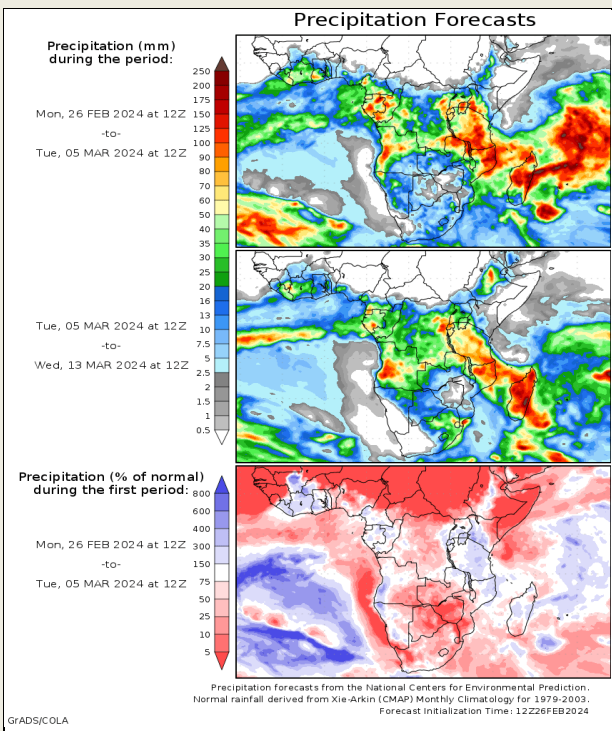 Precipitation Forecasts
Precipitation (mm)
during the period:
Mon, 26 FEB 2024 at 12Z
-to-
Tue, 05 MAR 2024 at 12Z
250
200
175
150
125
100
90
80
70
60
50
40
35
30
25
20
16
13
10
7.5
5
2.5
2
1.5
1
0.5
Tue, 05 MAR 2024 at 12Z
-to-
Wed, 13 MAR 2024 at 12Z
Precipitation (% of normal)
during the first period:
Mon, 26 FEB 2024 at 12Z
-to-
Tue, 05 MAR 2024 at 12Z
800
600
400
300
150
75
50
25
10
5
Precipitation forecasts from the National Centers for Environmental Prediction.
Normal rainfall derived from Xie-Arkin (CMAP) Monthly Climatology for 1979-2003.
Forecast Initialization Time: 12Z26FEB2024
GrADS/COLA